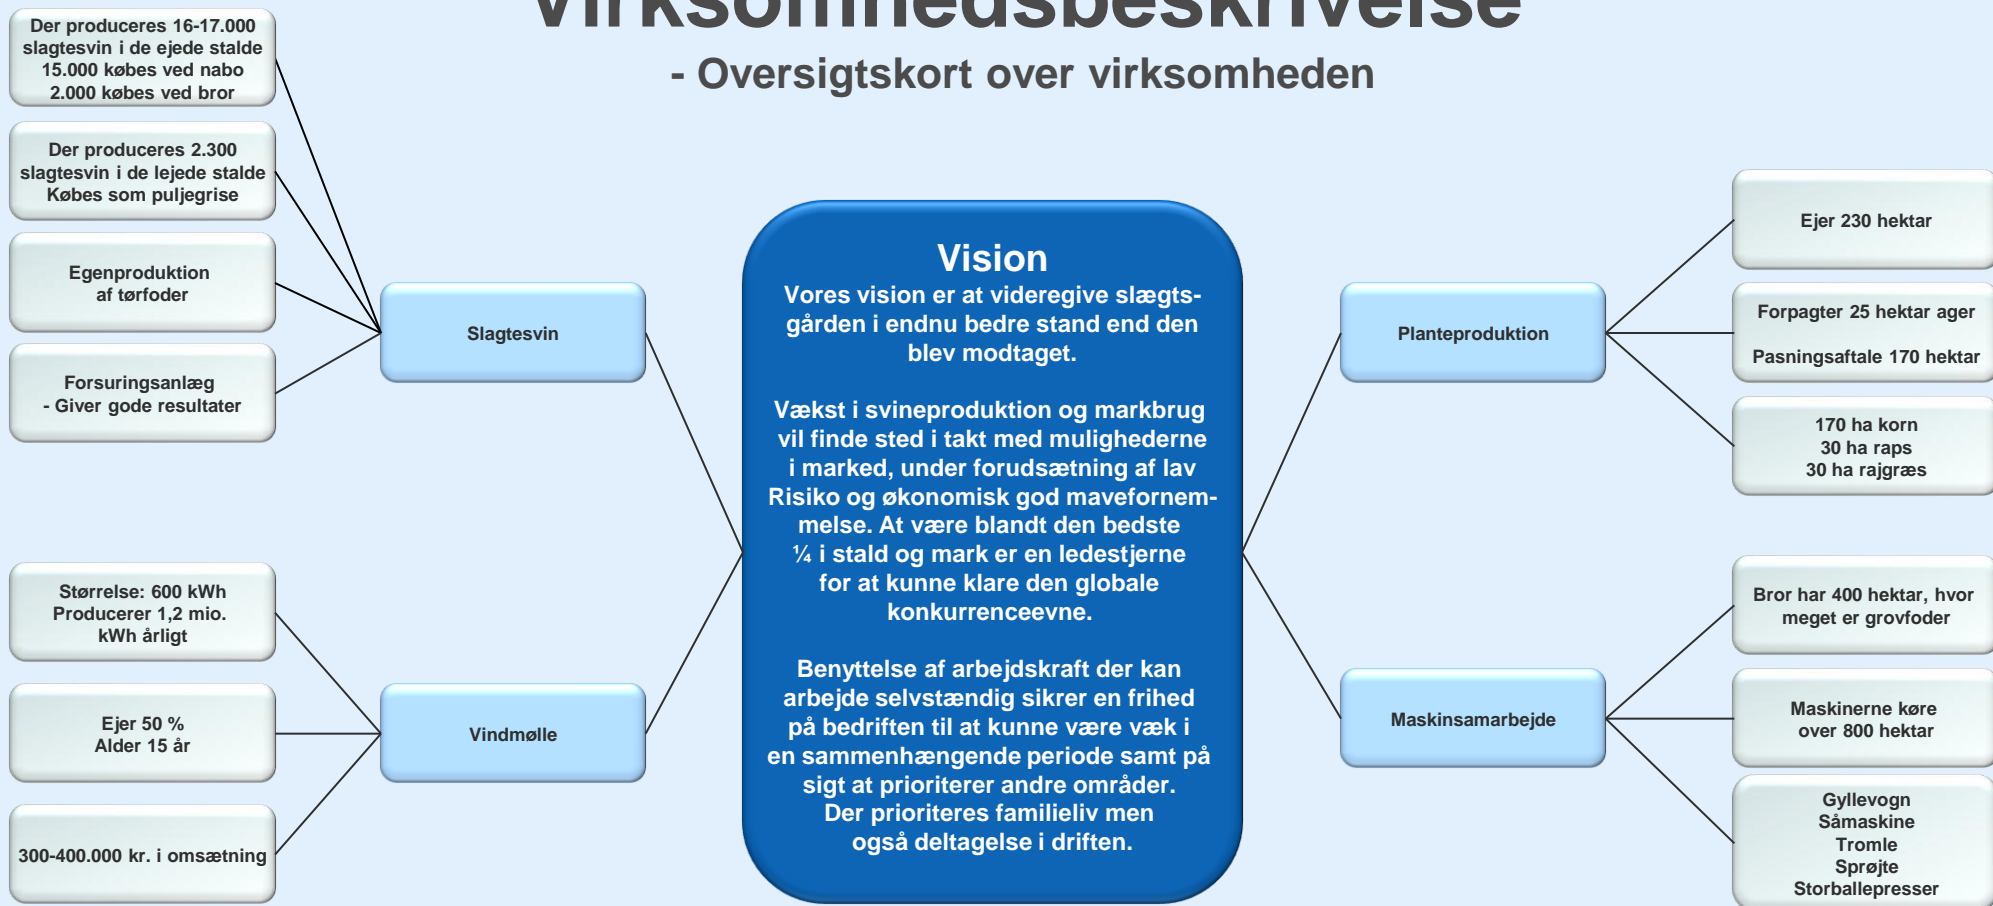 Virksomhedsbeskrivelse
- Oversigtskort over virksomheden
Der produceres 16-17.000
slagtesvin i de ejede stalde
15.000 købes ved nabo
2.000 købes ved bror
Der produceres 2.300
slagtesvin i de lejede stalde
Købes som puljegrise
Egenproduktion
af tørfoder
Forsuringsanlæg
- Giver gode resultater
Slagtesvin
Størrelse: 600 kWh
Producerer 1,2 mio.
kWh årligt
Ejer 50 %
Alder 15 år
300-400.000 kr. i omsætning
Vindmølle
Vision
Vores vision er at videregive slægts-
gården i endnu bedre stand end den
blev modtaget.
Vækst i svineproduktion og markbrug
vil finde sted i takt med mulighederne
i marked, under forudsætning af lav
Risiko og økonomisk god mavefornem-
melse. At være blandt den bedste
¼ i stald og mark er en ledestjerne
for at kunne klare den globale
konkurrenceevne.
Benyttelse af arbejdskraft der kan
arbejde selvstændig sikrer en frihed
på bedriften til at kunne være væk i
en sammenhængende periode samt på
sigt at prioriterer andre områder.
Der prioriteres familieliv men
også deltagelse i driften.
Planteproduktion
Ejer 230 hektar
Forpagter 25 hektar ager
Pasningsaftale 170 hektar
170 ha korn
30 ha raps
30 ha rajgræs
Maskinsamarbejde
Bror har 400 hektar, hvor
meget er grovfoder
Maskinerne køre
over 800 hektar
Gyllevogn
Såmaskine
Tromle
Sprøjte
Storballepresser